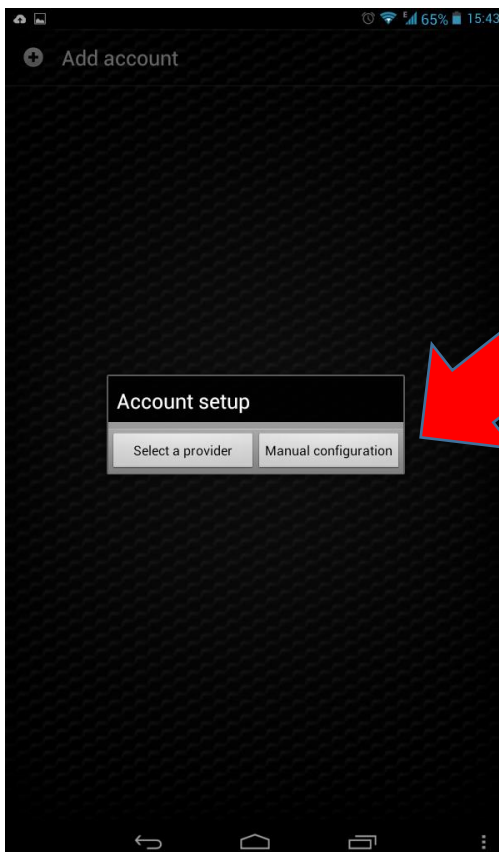 E 65% 15:43
Add account
Account setup
Select a provider Manual configuration